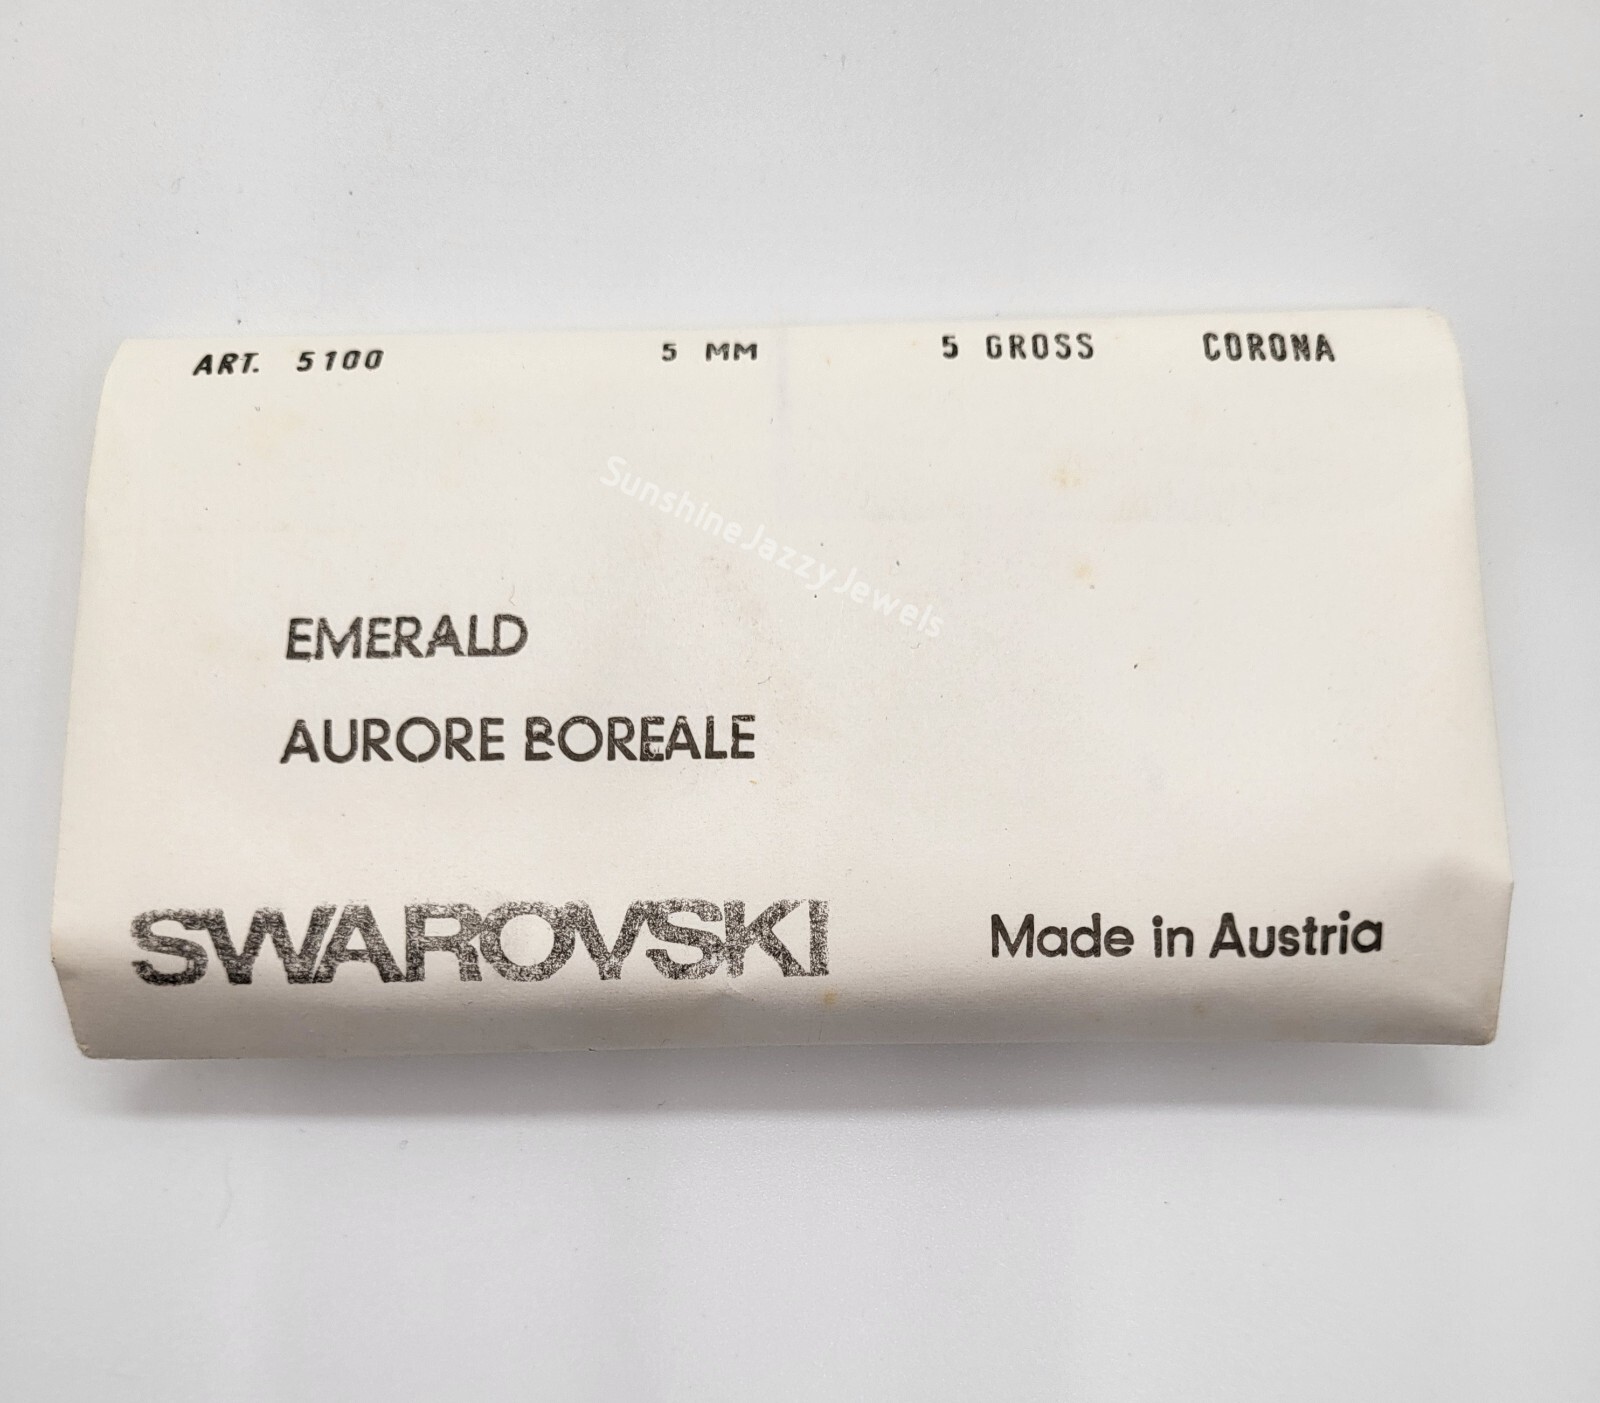 ART. 5100 5 MM 5 GROSS CORONA
SunshineJazzyJewels
EMERALD
AURORE BOREALE
SWAROVSKI Made in Austria